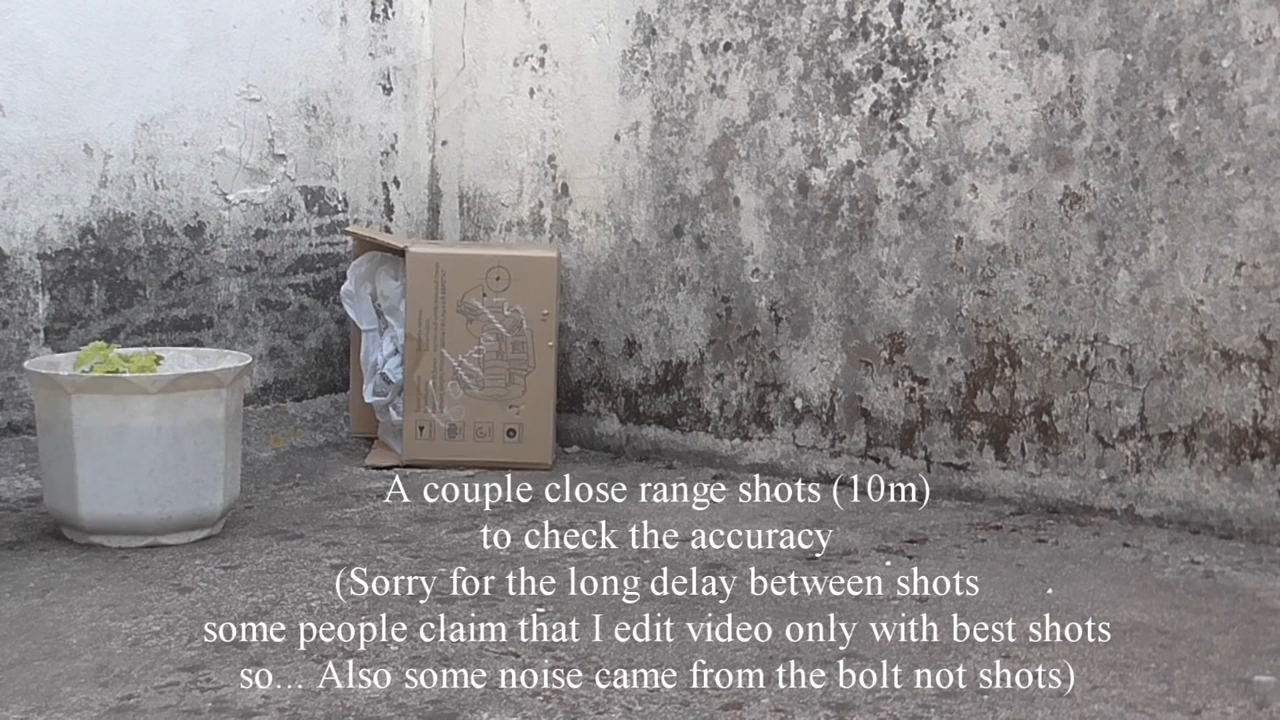 A couple close range shots (10m)
to check the accuracy
(Sorry for the long delay between shots
some people claim that I edit video only with best shots
so... Also some noise came from the bolt not shots)